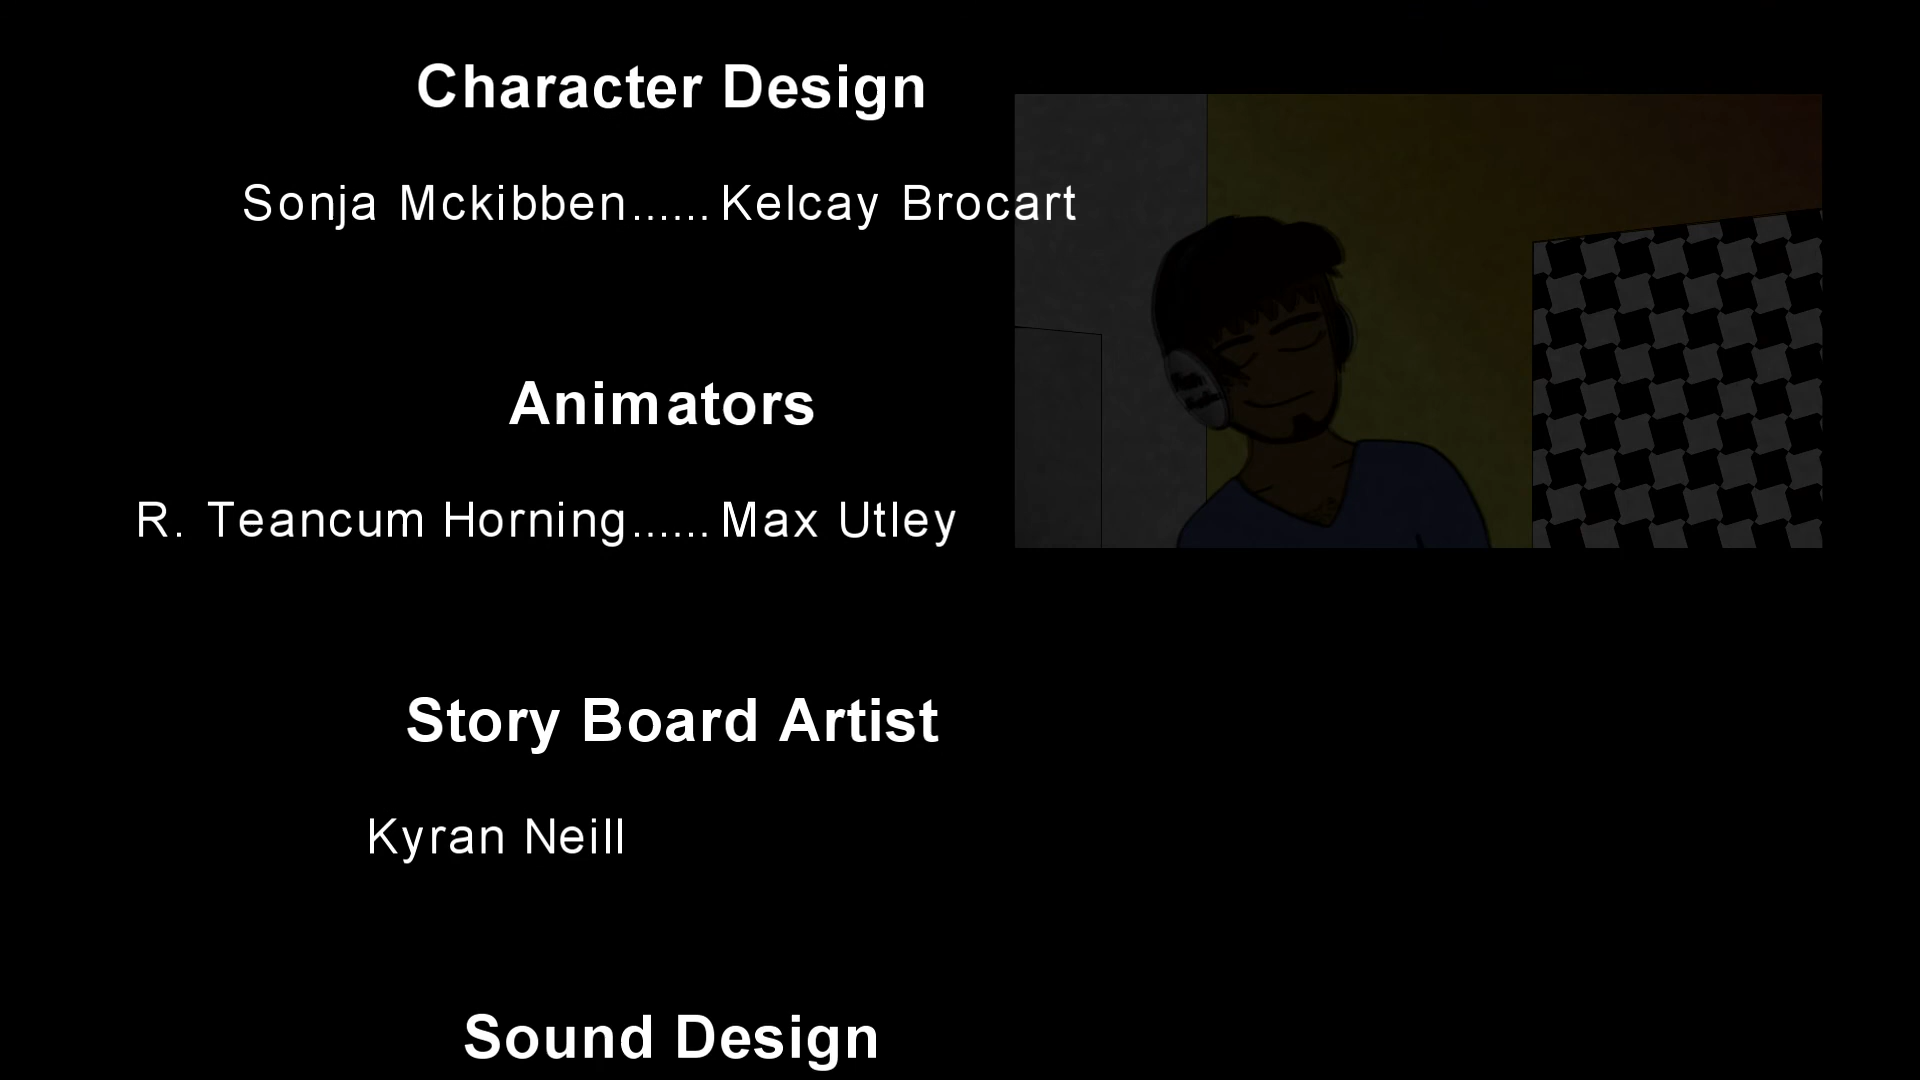 Character Design
Sonja Mckibben...... Kelcay Brocart
Animators
R. Teancum Horning...... Max Utley
Story Board Artist
Kyran Neill
Sound Design